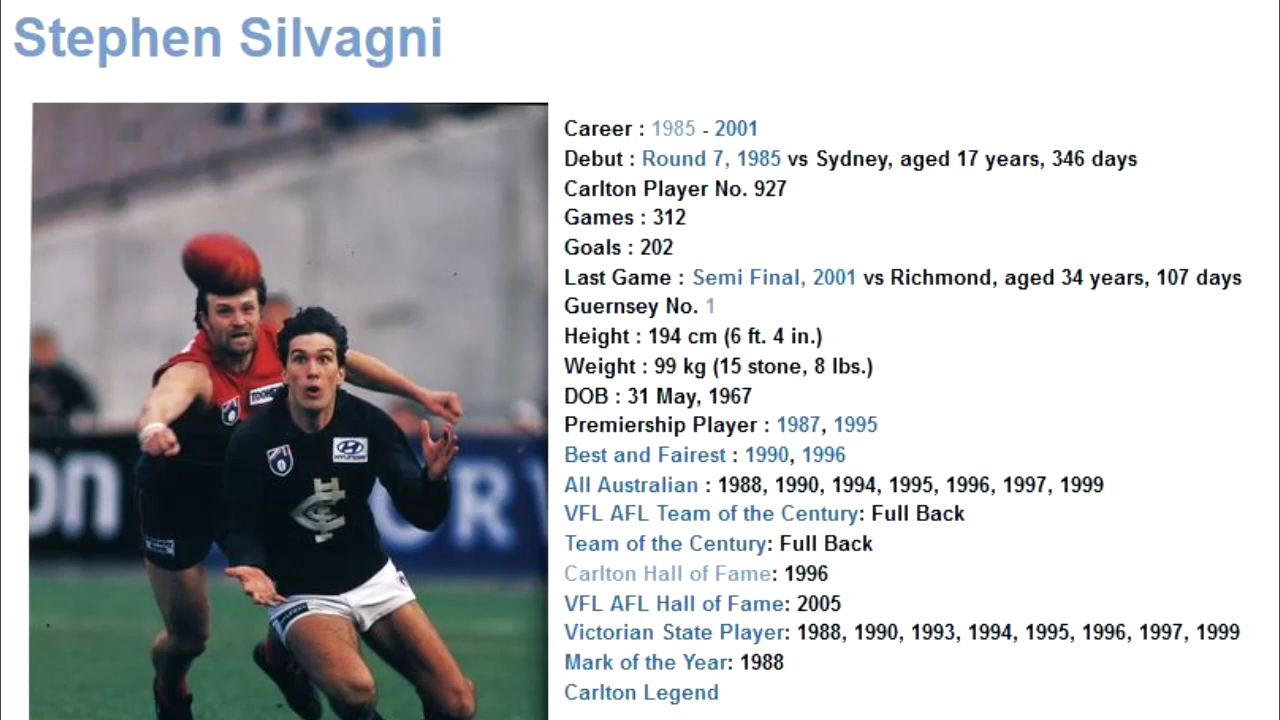 Stephen Silvagni
Career : 1985 - 2001
Debut : Round 7, 1985 vs Sydney, aged 17 years, 346 days
Carlton Player No. 927
Games : 312
Goals : 202
Last Game : Semi Final, 2001 vs Richmond, aged 34 years, 107 days
Guernsey No. 1
Height : 194 cm (6 ft. 4 in.)
Weight : 99 kg (15 stone, 8 lbs.)
DOB : 31 May, 1967
Premiership Player : 1987, 1995
Best and Fairest : 1990, 1996
All Australian : 1988, 1990, 1994, 1995, 1996, 1997, 1999
VFL AFL Team of the Century: Full Back
Team of the Century: Full Back
Carlton Hall of Fame: 1996
VFL AFL Hall of Fame: 2005
Victorian State Player: 1988, 1990, 1993, 1994, 1995, 1996, 1997, 1999
Mark of the Year: 1988
Carlton Legend
HYUNDAI